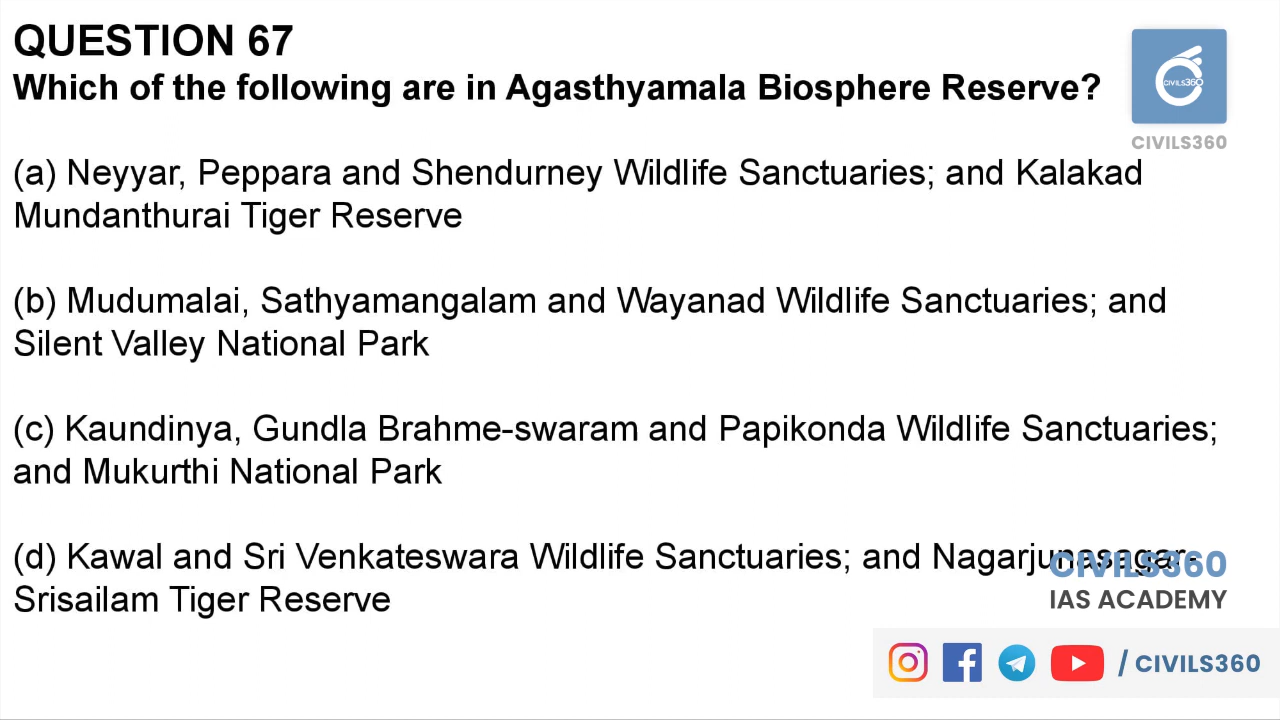 QUESTION 67
Which of the following are in Agasthyamala Biosphere Reserve?
CIVILS360
CIVILS360
(a) Neyyar, Peppara and Shendurney Wildlife Sanctuaries; and Kalakad
Mundanthurai Tiger Reserve
(b) Mudumalai, Sathyamangalam and Wayanad Wildlife Sanctuaries; and
Silent Valley National Park
(c) Kaundinya, Gundla Brahme-swaram and Papikonda Wildlife Sanctuaries;
and Mukurthi National Park
(d) Kawal and Sri Venkateswara Wildlife Sanctuaries; and Nagarjunasagar-
Srisailam Tiger Reserve
CIVILS360
IAS ACADEMY
/ CIVILS360